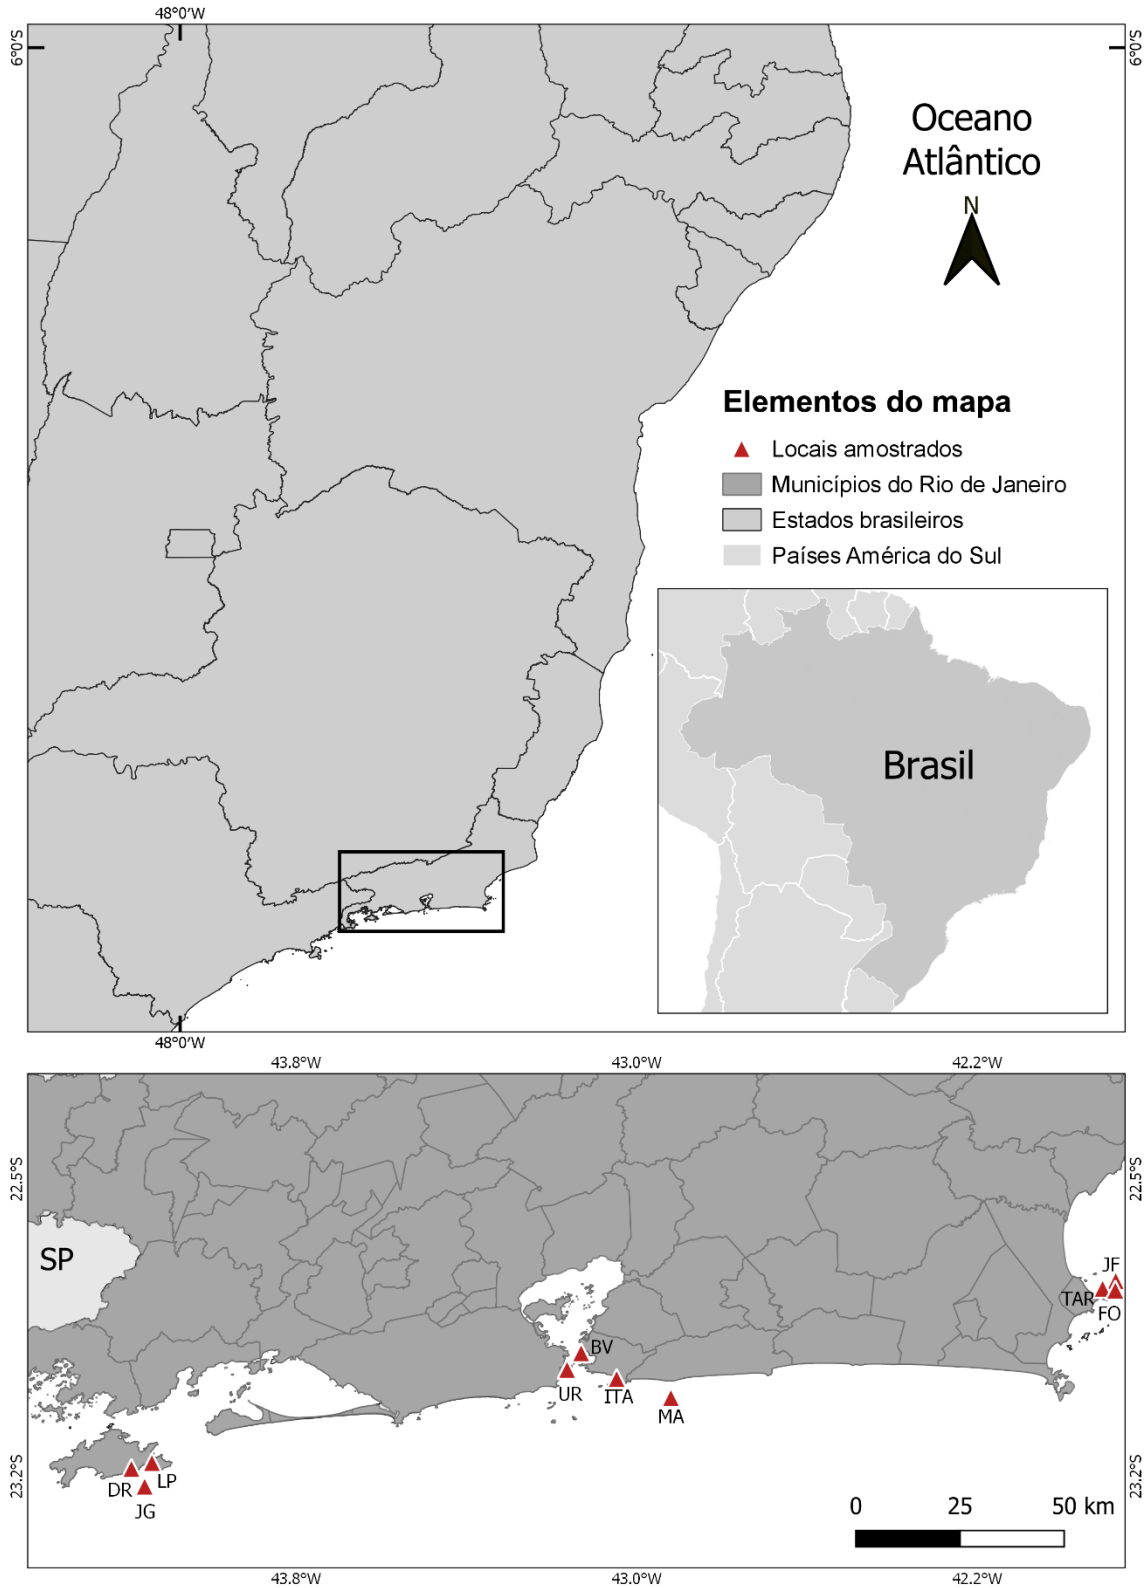 48°0'W
6°0'S
6°0'S
Oceano
Atlântico
N
Elementos do mapa
Locais amostrados
Municípios do Rio de Janeiro
Estados brasileiros
Países América do Sul
Brasil
48°0'W
43.8°W
43.0°W
42.2°W
22.5°S
22.5°S
SP
JF
TAR
FO
BV
UR
ITA
MA
23.2°S
23.2°S
LP
DR
JG
0
25
50 km
43.8°W
43.0°W
42.2°W